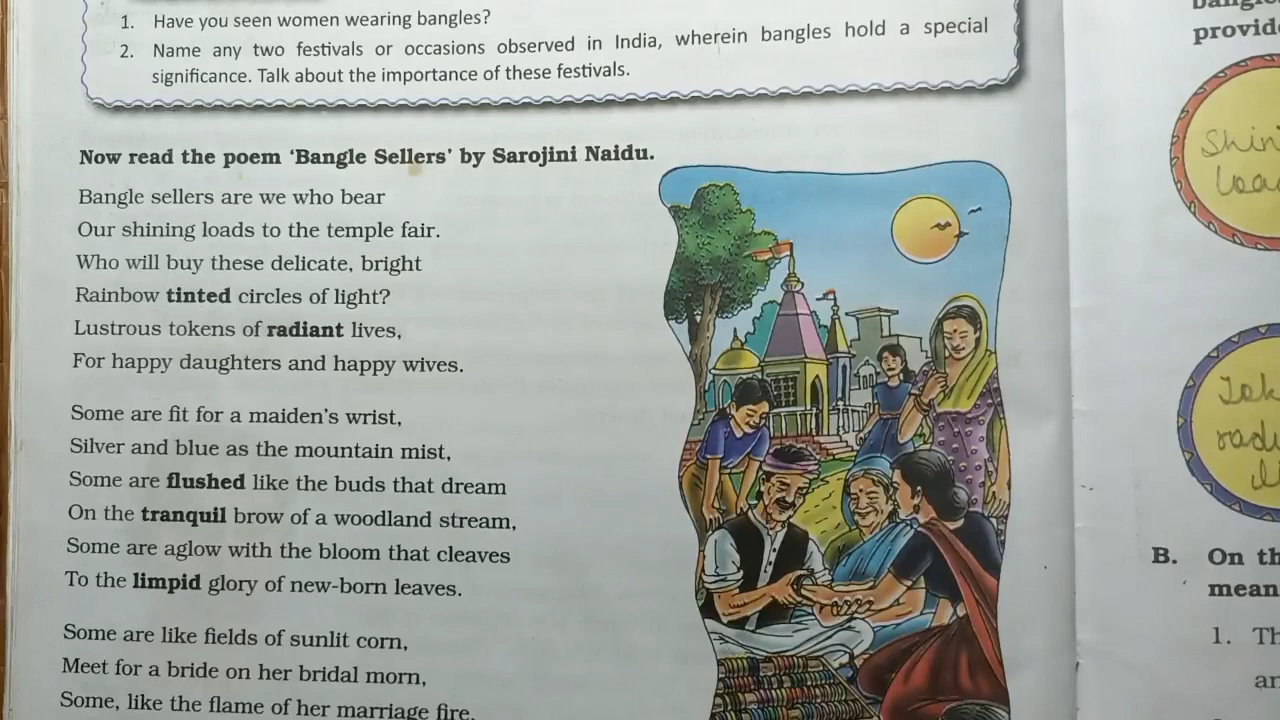 1. Have you seen women wearing bangles?
2. Name any two festivals or occasions observed in India, wherein bangles hold a special
significance. Talk about the importance of these festivals.
Now read the poem ‘Bangle Sellers’ by Sarojini Naidu.
Bangle sellers are we who bear
Our shining loads to the temple fair.
Who will buy these delicate, bright
Rainbow tinted circles of light?
Lustrous tokens of radiant lives,
For happy daughters and happy wives.
Some are fit for a maiden’s wrist,
Silver and blue as the mountain mist,
Some are flushed like the buds that dream
On the tranquil brow of a woodland stream,
Some are aglow with the bloom that cleaves
To the limpid glory of new-born leaves.
Some are like fields of sunlit corn,
Meet for a bride on her bridal morn,
Some, like the flame of her marriage fire,
provid
Shin
loa
Tok
radi
li
B. On th
mean
1. Th
an